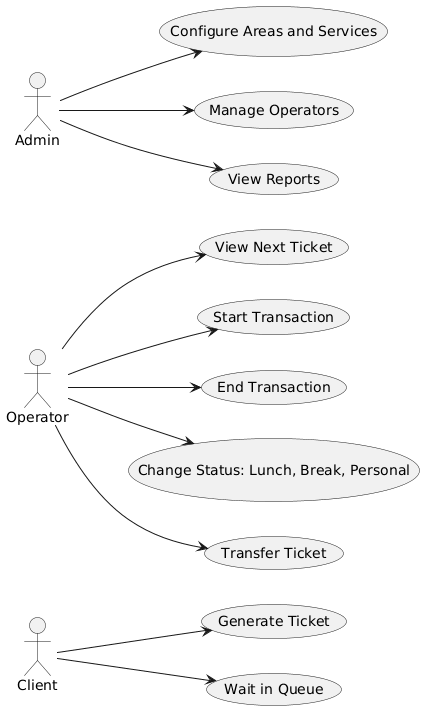 Configure Areas and Services
Manage Operators
Admin
View Reports
View Next Ticket
Start Transaction
End Transaction
Operator
Change Status: Lunch, Break, Personal
Transfer Ticket
Generate Ticket
Client
Wait in Queue